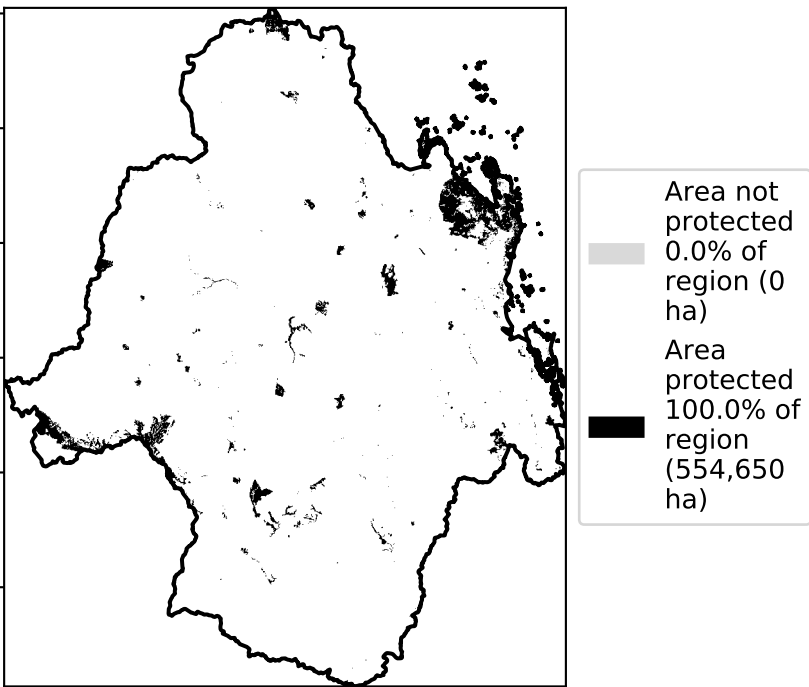 Area not
protected
0.0% of
region (0
ha)
Area
protected
100.0% of
region
(554,650
ha)